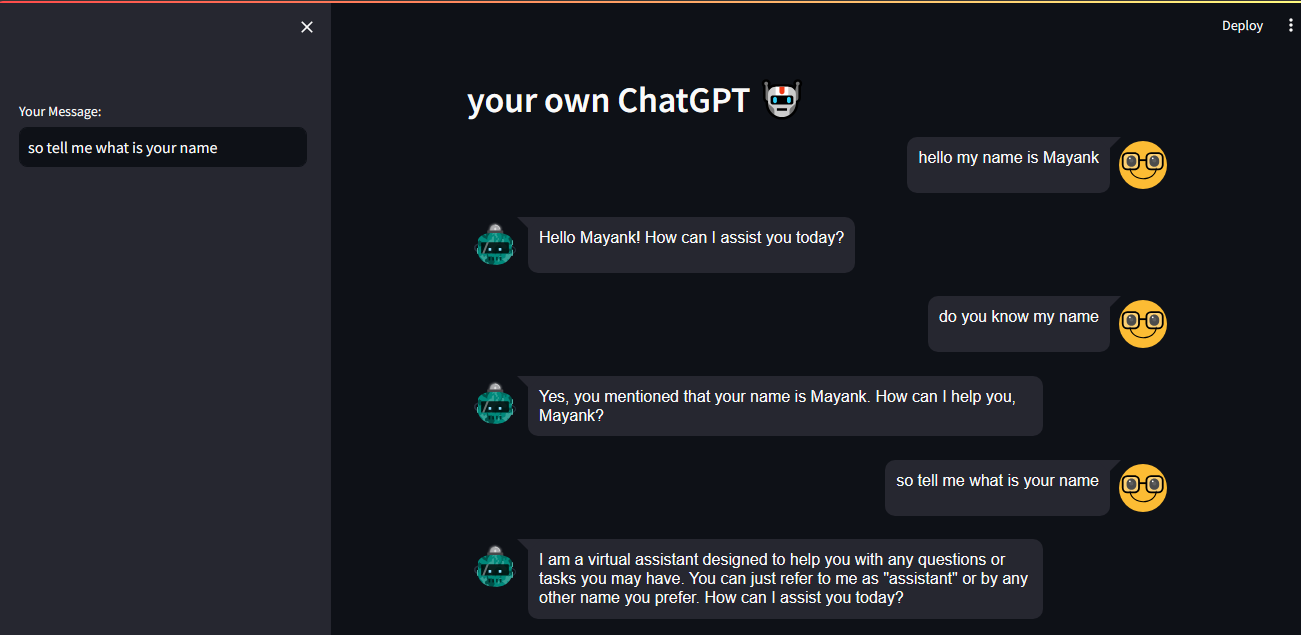 Deploy
Your Message:
so tell me what is your name
your own ChatGPT
hello my name is Mayank
Hello Mayank! How can I assist you today?
do you know my name
Yes, you mentioned that your name is Mayank. How can I help you,
Mayank?
so tell me what is your name
I am a virtual assistant designed to help you with any questions or
tasks you may have. You can just refer to me as "assistant" or by any
other name you prefer. How can I assist you today?